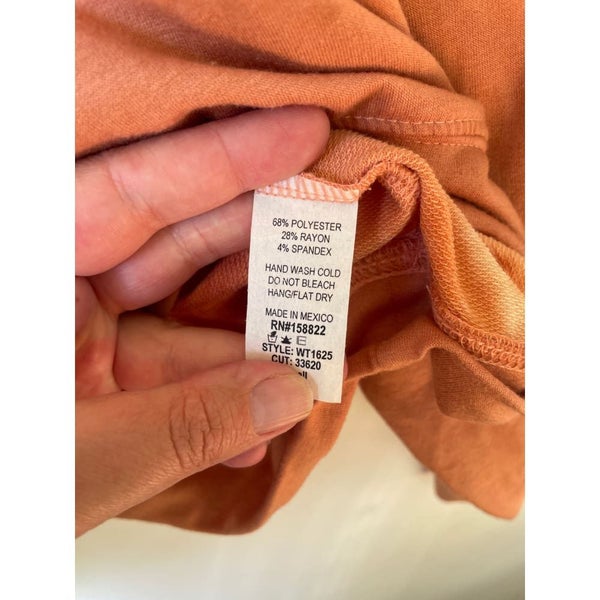 68% POLYESTER
28% RAYON
4% SPANDEX
HAND WASH COLD
DO NOT BLEACH
HANG/FLAT DRY
MADE IN MEXICO
RN#158822
STYLE: WT1625
CUT: 33620